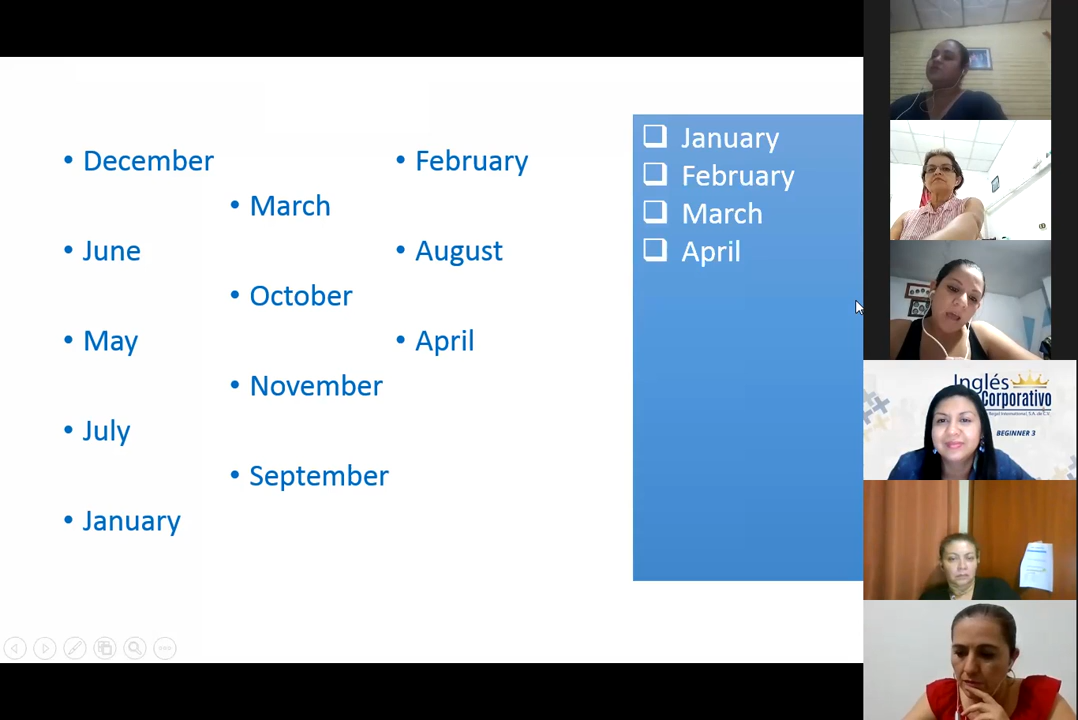 December
February
March
June
August
October
May
April
November
July
September
January
January
February
March
April
Inglés
Corporativo
BEGINNER 3